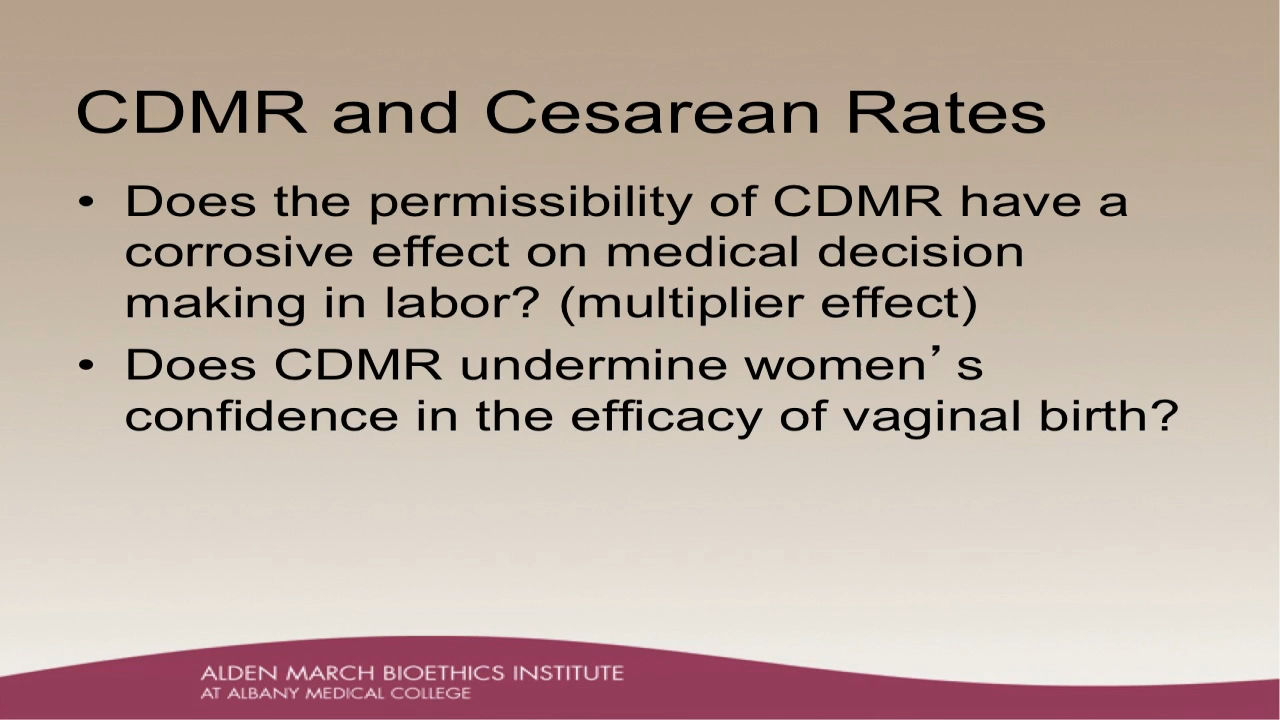 CDMR and Cesarean Rates
• Does the permissibility of CDMR have a
corrosive effect on medical decision
making in labor? (multiplier effect)
• Does CDMR undermine women’s
confidence in the efficacy of vaginal birth?
ALDEN MARCH BIOETHICS INSTITUTE
AT ALBANY MEDICAL COLLEGE